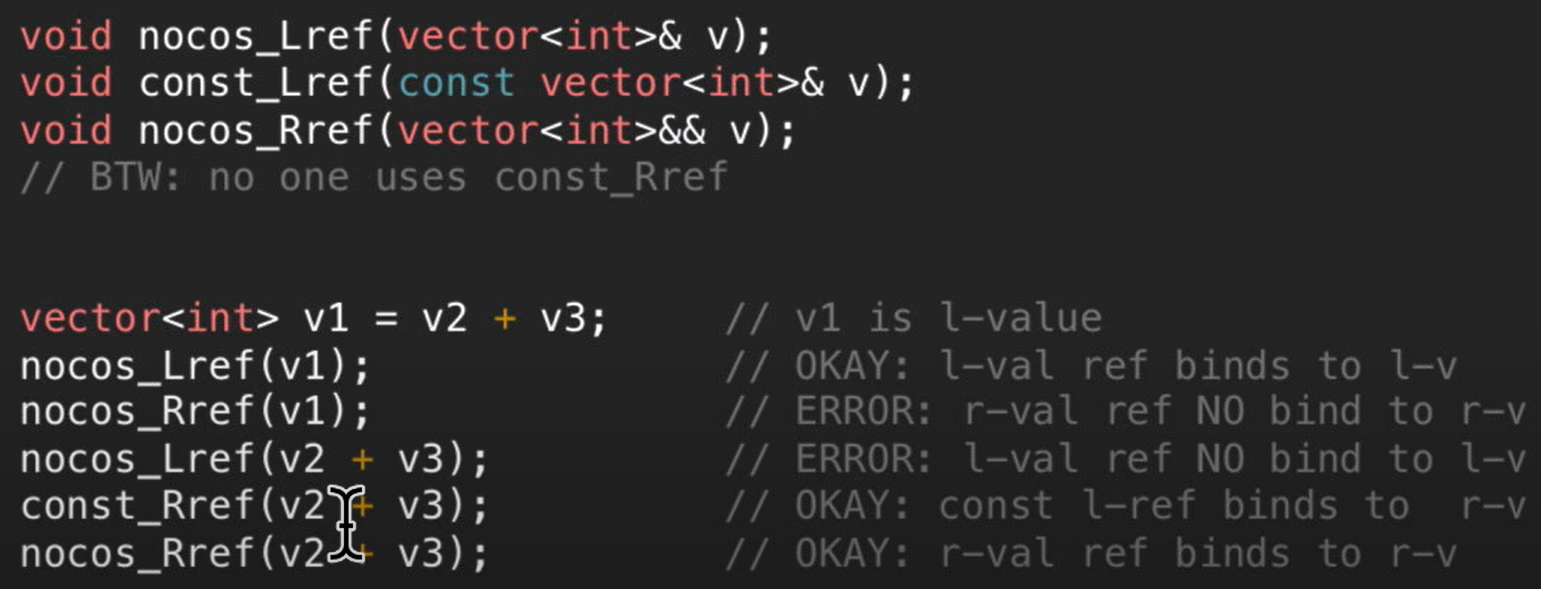 void nocos_Lref(vector<int>& v);
void const_Lref(const vector<int>& v);
void nocos_Rref(vector<int>&& v);
// BTW: no one uses const_Rref
vector<int> v1 = v2 + v3; // v1 is l-value
nocos_Lref(v1); // OKAY: l-val ref binds to l-v
nocos_Rref(v1); // ERROR: r-val ref NO bind to r-v
nocos_Lref(v2 + v3); // ERROR: l-val ref NO bind to l-v
const_Rref(v2 + v3); // OKAY: const l-ref binds to  r-v
nocos_Rref(v2 + v3); // OKAY: r-val ref binds to r-v